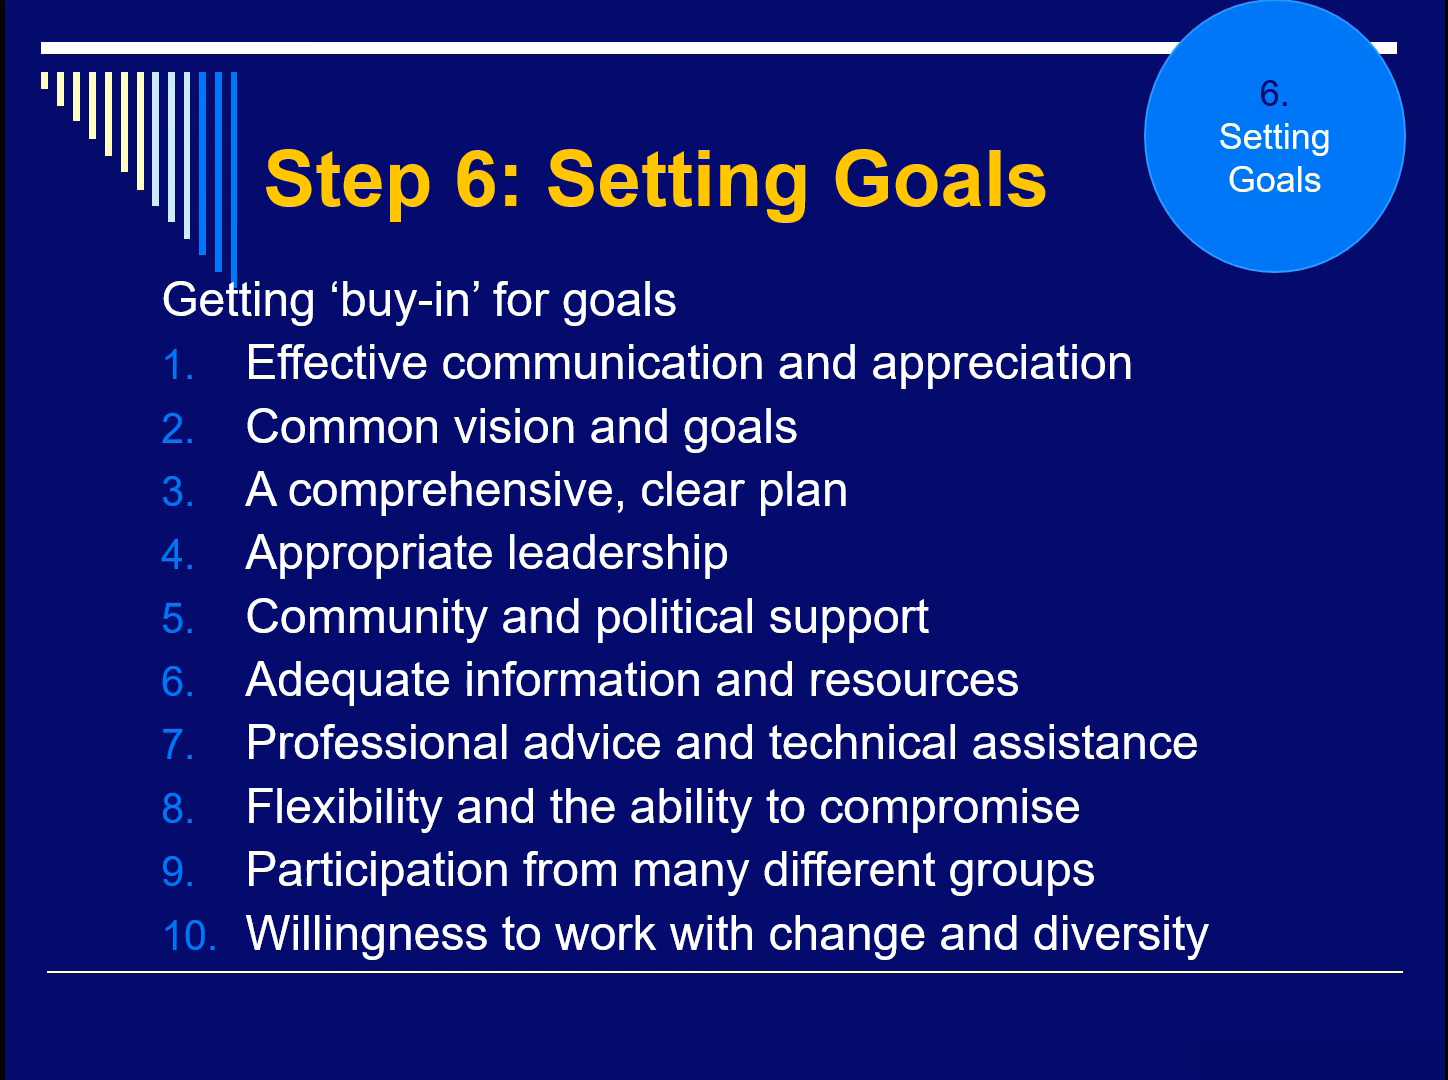 6.
Setting
Goals
Step 6: Setting Goals
Getting ‘buy-in’ for goals
1. Effective communication and appreciation
2. Common vision and goals
3. A comprehensive, clear plan
4. Appropriate leadership
5. Community and political support
6. Adequate information and resources
7. Professional advice and technical assistance
8. Flexibility and the ability to compromise
9. Participation from many different groups
10. Willingness to work with change and diversity